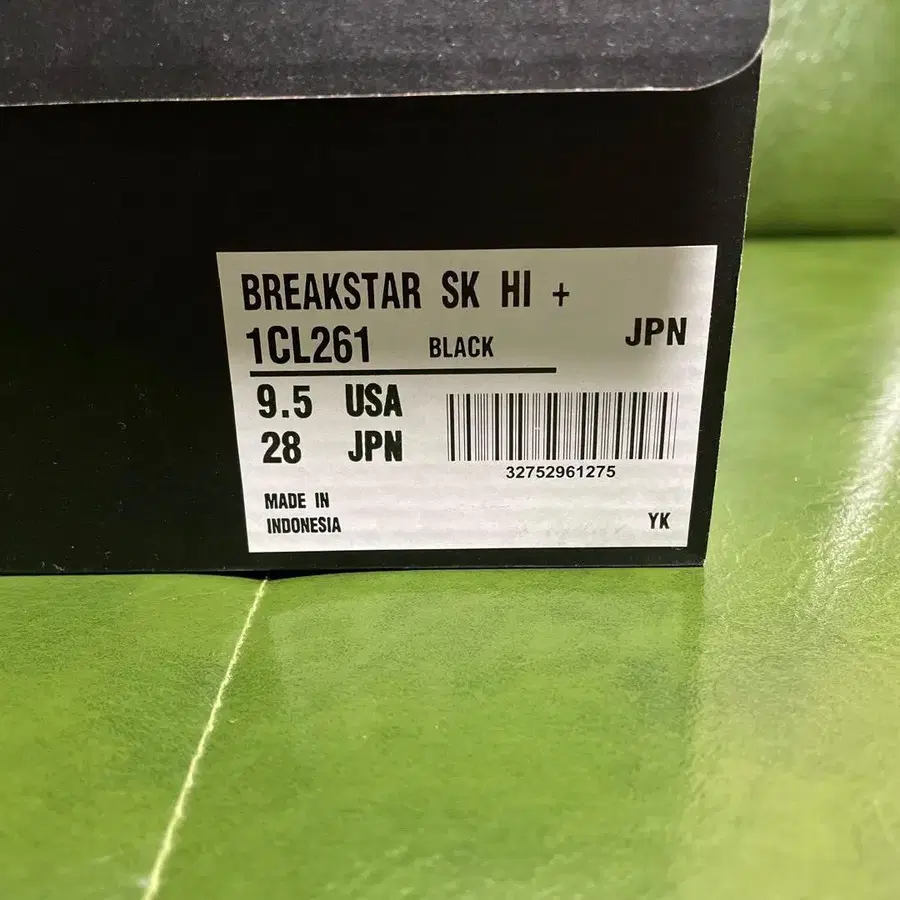 BREAKSTAR SK HI +
1CL261 BLACK JPN
9.5 USA
28 JPN
32752961275
MADE IN
INDONESIA
YK